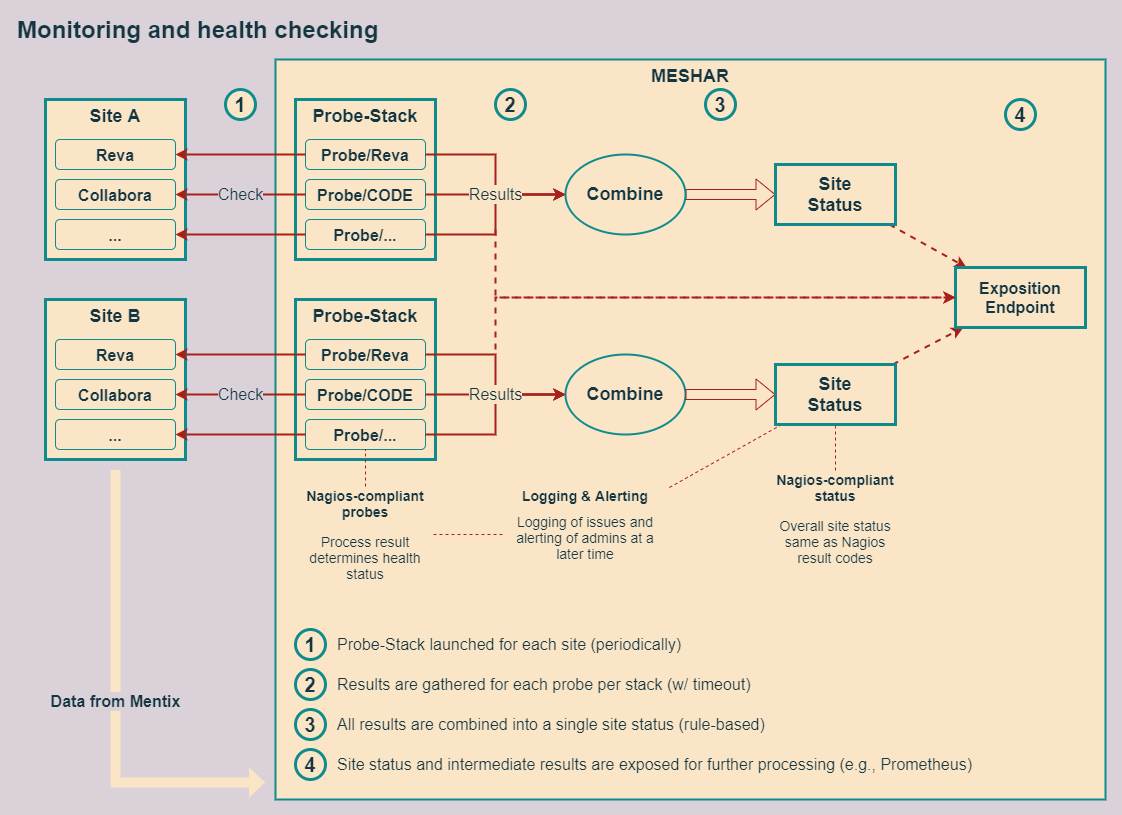 Monitoring and health checking
MESHAR
1
2
3
4
Site A
Reva
Collabora
...
Check
Probe-Stack
Probe/Reva
Probe/CODE
Probe/...
Results
Combine
Site
Status
Exposition
Endpoint
Site B
Reva
Collabora
...
Check
Probe-Stack
Probe/Reva
Probe/CODE
Probe/...
Results
Combine
Site
Status
Nagios-compliant
probes
Process result
determines health
status
Logging & Alerting
Logging of issues and
alerting of admins at a
later time
Nagios-compliant
status
Overall site status
same as Nagios
result codes
Data from Mentix
1 Probe-Stack launched for each site (periodically)
2 Results are gathered for each probe per stack (w/ timeout)
3 All results are combined into a single site status (rule-based)
4 Site status and intermediate results are exposed for further processing (e.g., Prometheus)